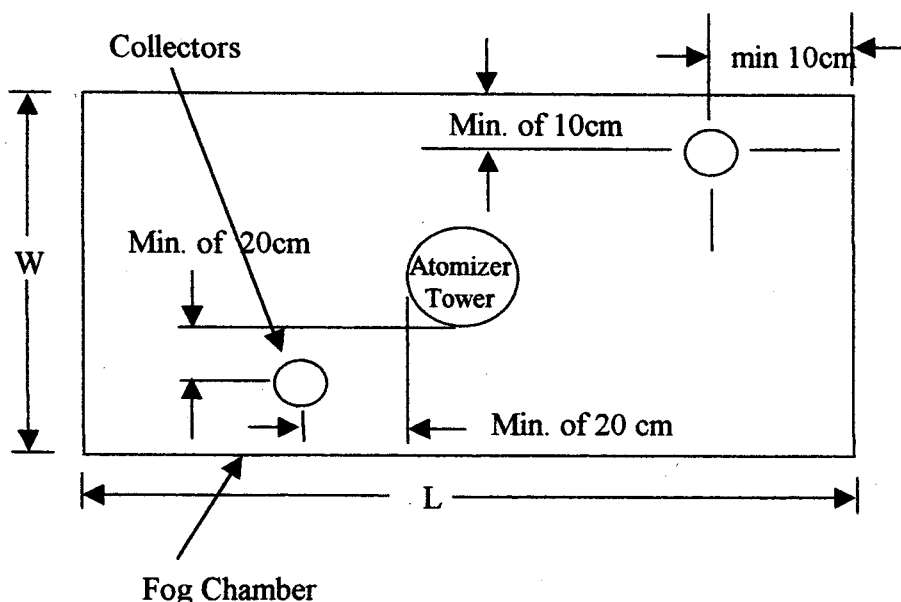 Collectors
min 10cm
Min. of 10cm
Min. of 20cm
W
Atomizer
Tower
Min. of 20 cm
L
Fog Chamber